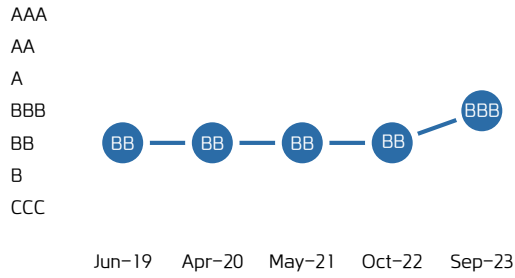 AAA
AA
A
BBB BBB
BB BB BB BB BB
B
CCC
Jun-19 Apr-20 May-21 Oct-22 Sep-23